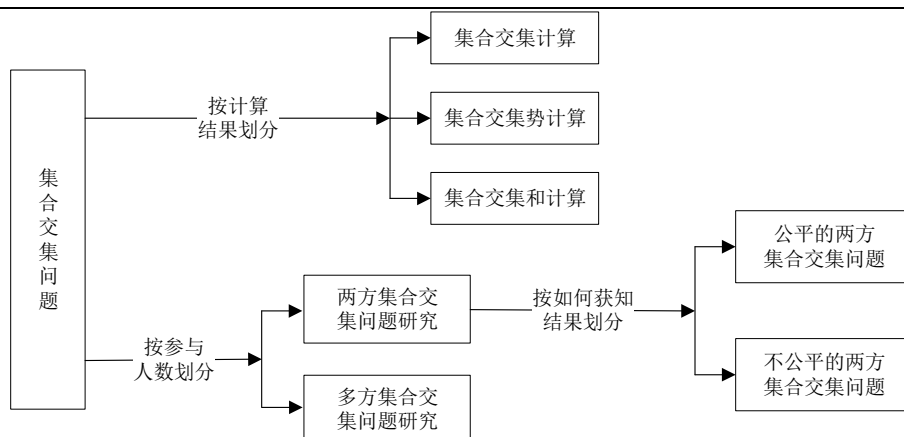 集合交集问题
按计算
结果划分
集合交集计算
集合交集势计算
集合交集和计算
按参与
人数划分
两方集合交
集问题研究
多方集合交
集问题研究
按如何获知
结果划分
公平的两方
集合交集问题
不公平的两方
集合交集问题